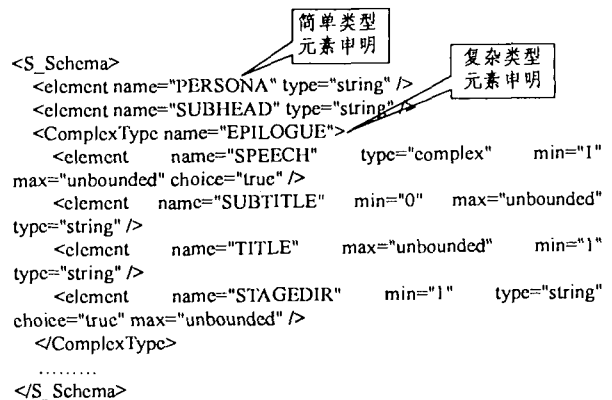 简单类型
元素申明
复杂类型
元素申明
<S_Schema>
<element name="PERSONA" type="string" />
<element name="SUBHEAD" type="string" />
<ComplexType name="EPILOGUE">
<element name="SPEECH" type="complex" min="1"
max="unbounded" choice="true" />
<element name="SUBTITLE" min="0" max="unbounded"
type="string" />
<element name="TITLE" max="unbounded" min="1"
type="string" />
<element name="STAGEDIR" min="1" type="string"
choice="true" max="unbounded" />
</ComplexType>
.........
</S_Schema>